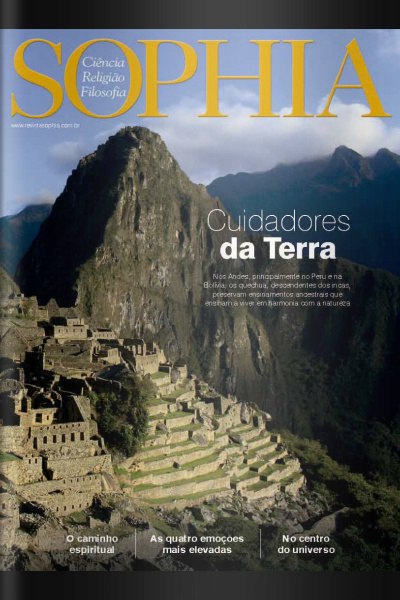 SOPHIA
Ciência
Religião
Filosofia
www.revistasophia.com.br
Cuidadores
da Terra
Nos Andes, principalmente no Peru e na
Bolívia, os quechua, descendentes dos incas,
preservam ensinamentos ancestrais que
ensinam a viver em harmonia com a natureza
O caminho
espiritual
As quatro emoções
mais elevadas
No centro
do universo